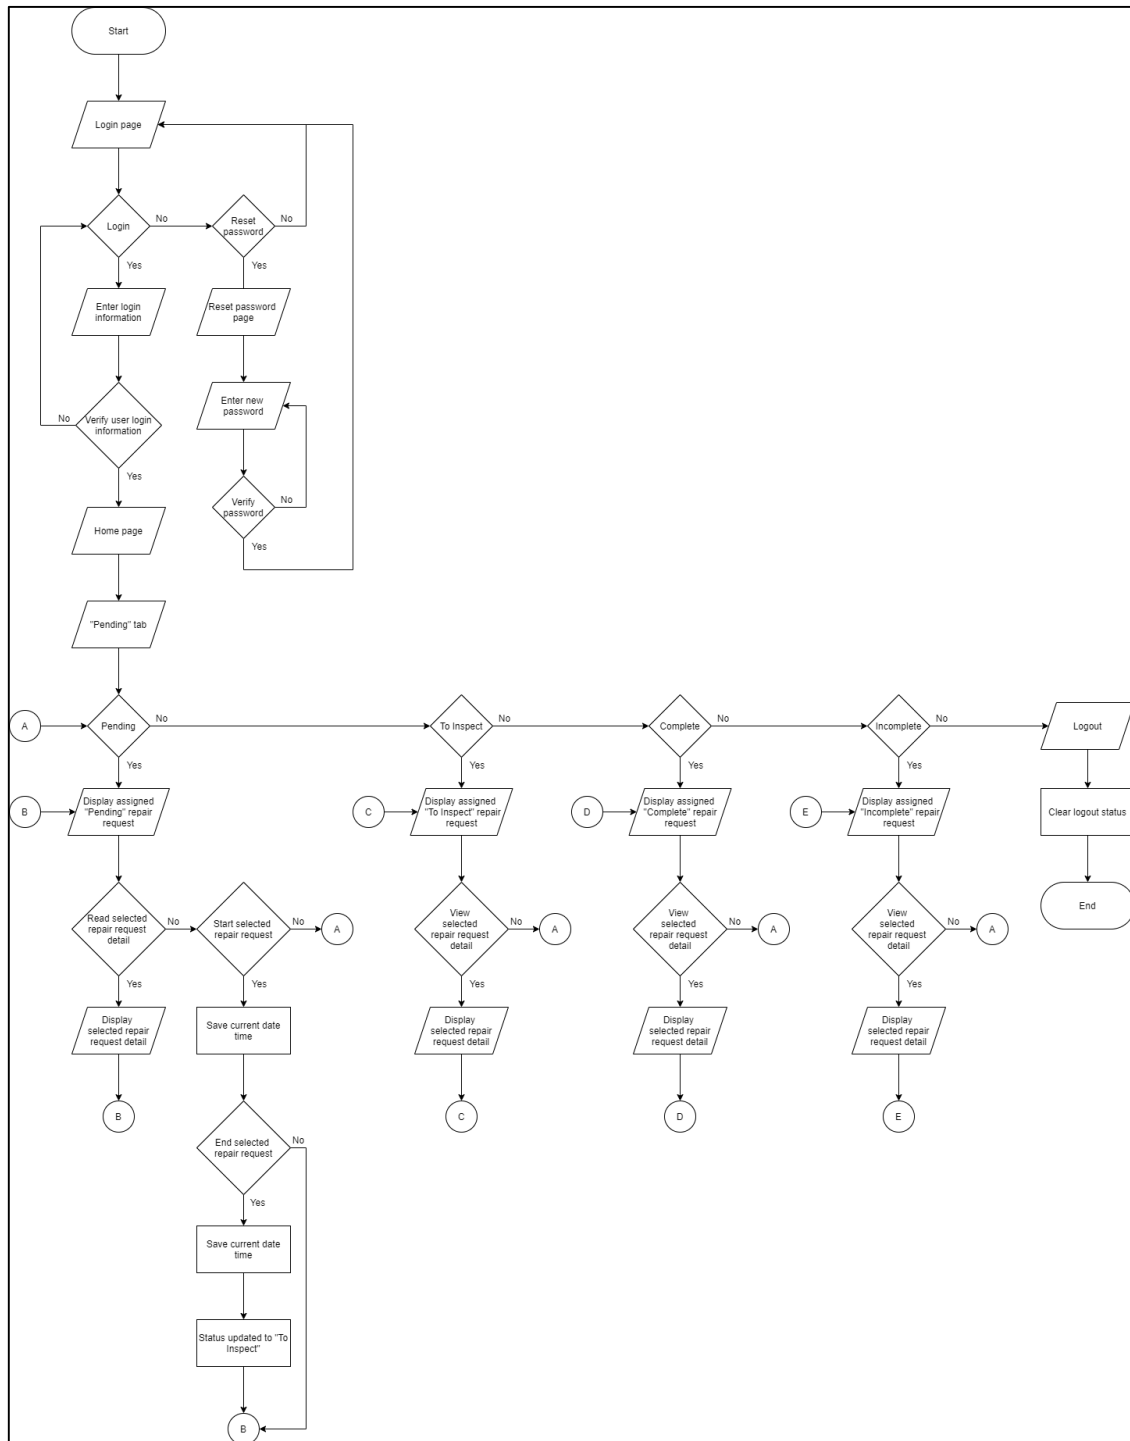 Start
Login page
Login
No
Reset
password
No
Yes
Yes
Enter login
information
Reset password
page
Verify user login
information
No
Enter new
password
Yes
Verify
password
No
Home page
Yes
"Pending" tab
A
Pending
No
To Inspect
No
Complete
No
Incomplete
No
Logout
Yes
Yes
Yes
Yes
B
Display assigned
"Pending" repair
request
C
Display assigned
"To Inspect" repair
request
D
Display assigned
"Complete" repair
request
E
Display assigned
"Incomplete" repair
request
Clear logout status
Read selected
repair request
detail
No
Start selected
repair request
No
A
View
selected
repair request
detail
No
A
View
selected
repair request
detail
No
A
View
selected
repair request
detail
No
A
End
Yes
Yes
Yes
Yes
Yes
Display
selected repair
request detail
Save current date
time
Display
selected repair
request detail
Display
selected repair
request detail
Display
selected repair
request detail
B
End selected
repair request
No
C
D
E
Yes
Save current date
time
Status updated to "To
Inspect"
B